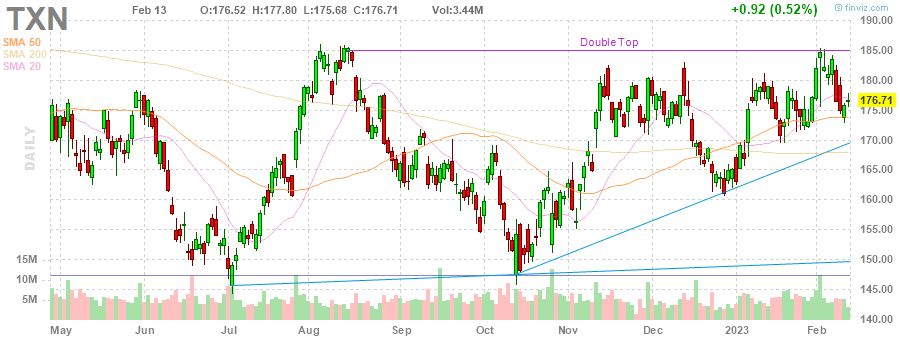 TXN
Feb 13
O:176.52 H:177.80 L:175.68 C:176.71
Vol:3.44M
+0.92 (0.52%)
© finviz.com
SMA 50
SMA 200
SMA 20
DAILY
Double Top
190.00
185.00
180.00
176.71
175.00
170.00
165.00
160.00
155.00
150.00
145.00
140.00
15M
10M
5M
May Jun Jul Aug Sep Oct Nov Dec 2023 Feb